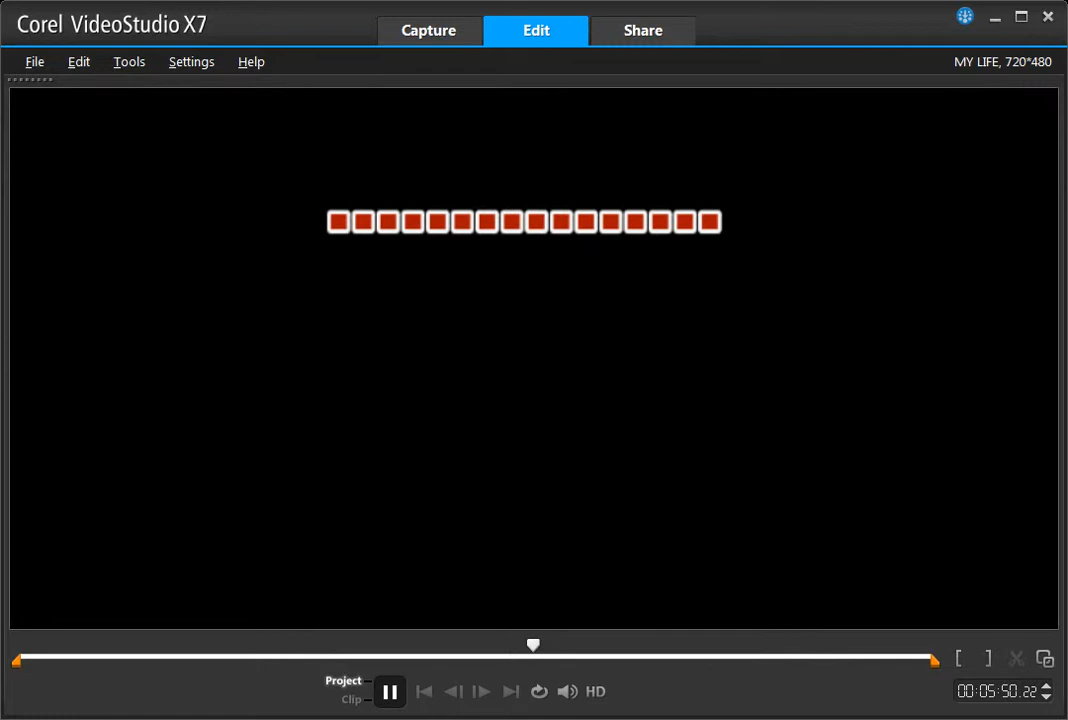 Corel VideoStudio X7
Capture
Edit
Share
File Edit Tools Settings Help
MY LIFE, 720*480
Project
Clip
HD
[ ]
00:05:50.22